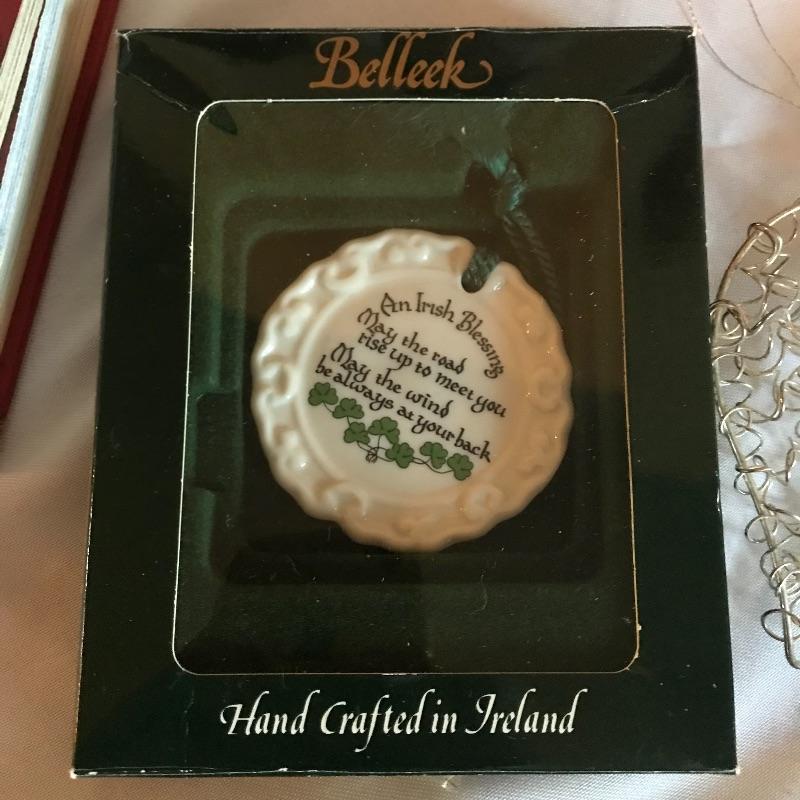 Belleek
An Irish Blessing
May the road
rise up to meet you
May the wind
be always at your back
Hand Crafted in Ireland